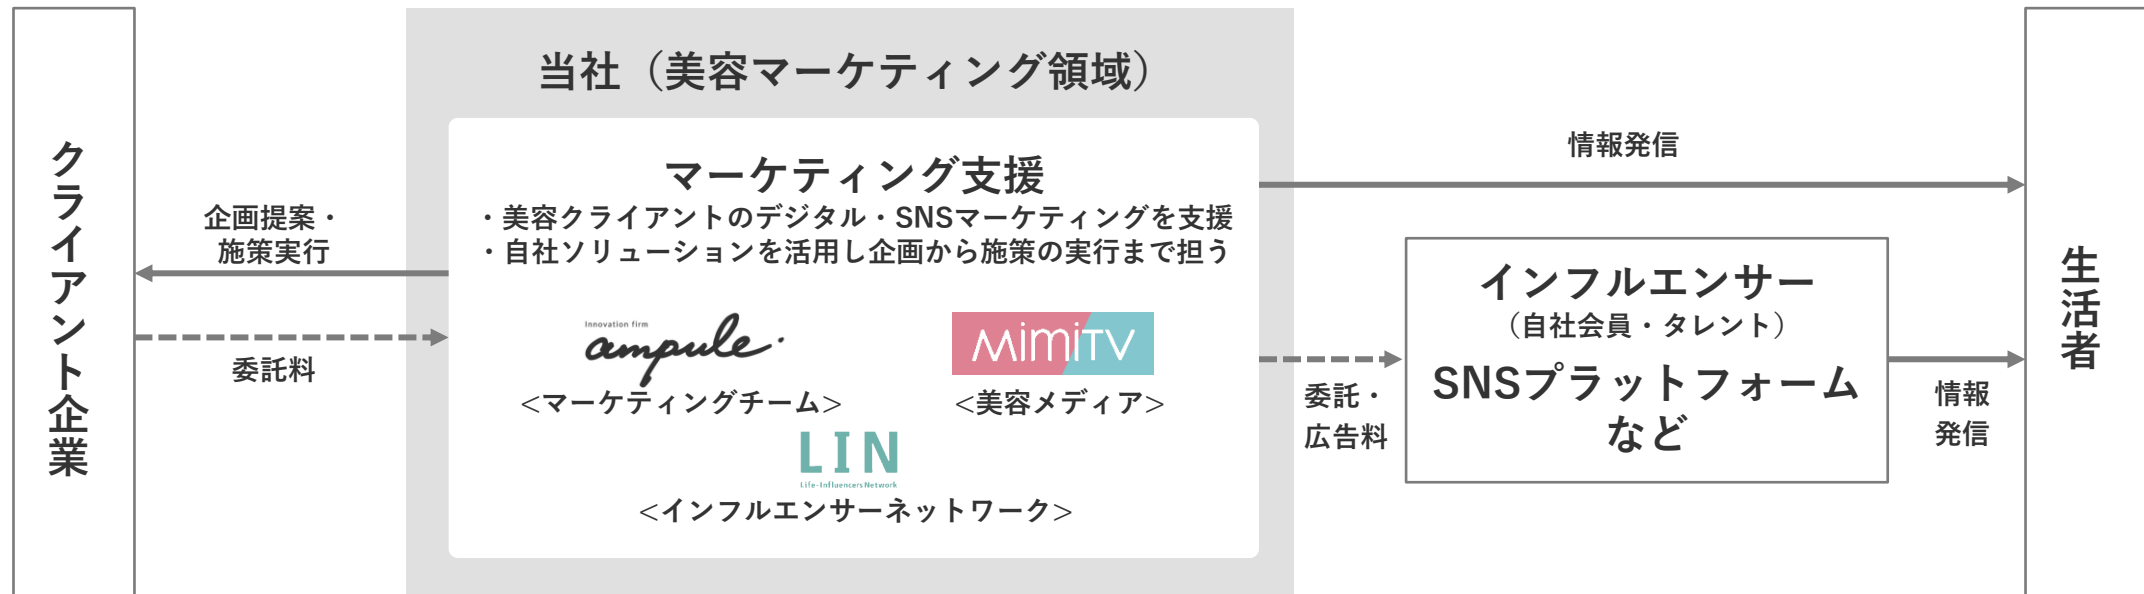 当社（美容マーケティング領域）
クライアント企業
企画提案・
施策実行
委託料
マーケティング支援
・美容クライアントのデジタル・SNSマーケティングを支援
・自社ソリューションを活用し企画から施策の実行まで担う
Innovation firm
ampule.
<マーケティングチーム>
MimiTV
<美容メディア>
LIN
Life-Influencers Network
<インフルエンサーネットワーク>
情報発信
委託・
広告料
インフルエンサー
（自社会員・タレント）
SNSプラットフォーム
など
情報
発信
生活者